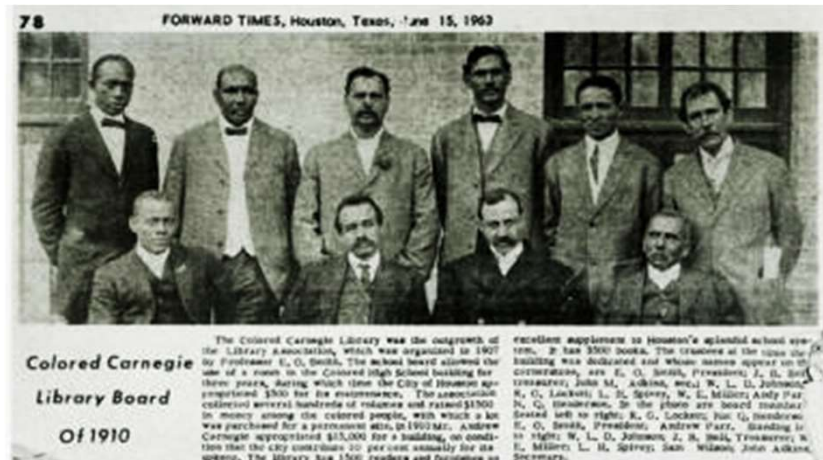 78
FORWARD TIMES, Houston, Texas, June 15, 1963
Colored Carnegie
Library Board
Of 1910
The Colored Carnegie Library was the outgrowth of
the Library Association, which was organized in 1907
by Professor E. O. Smith. The school board allowed the
use of a room in the Colored High School building for
three years, during which time the City of Houston ap-
propriated $500 for its maintenance. The association
collected several hundreds of volumes and raised $1500
in money among the colored people, with which a lot
was purchased for a permanent site. In 1910 Mr. Andrew
Carnegie appropriated $15,000 for a building, on condi-
tion that the city contribute 10 per cent annually for its
The library has 1500 readers and furnishes an
excellent supplement to Houston's splendid school sys-
tem. It has 3500 books. The trustees at the time the
building was dedicated and whose names appear on th
cornerstone, are E. O. Smith, President; J. B. Bell
treasurer; John M. Adkins, sec.; W. L. D. Johnson,
R. G. Lockett; L. H. Spivey, W. E. Miller; Andy Parr
N. Q. Henderson. In the photo are board member
left to right: R. G. Lockett; Nat Q. Henderson
E. O. Smith, President; Andrew Parr. Standing le
to right: W. L. D. Johnson; J. B. Bell, Treasurer; W
E. Miller; L. H. Spivey; Sam Wilson; John Adkins
Secretary.